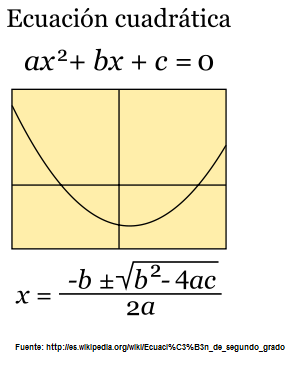 Ecuación cuadrática
ax²+ bx + c = 0
x = -b ±√b²- 4ac / 2a
Fuente: http://es.wikipedia.org/wiki/Ecuaci%C3%B3n_de_segundo_grado